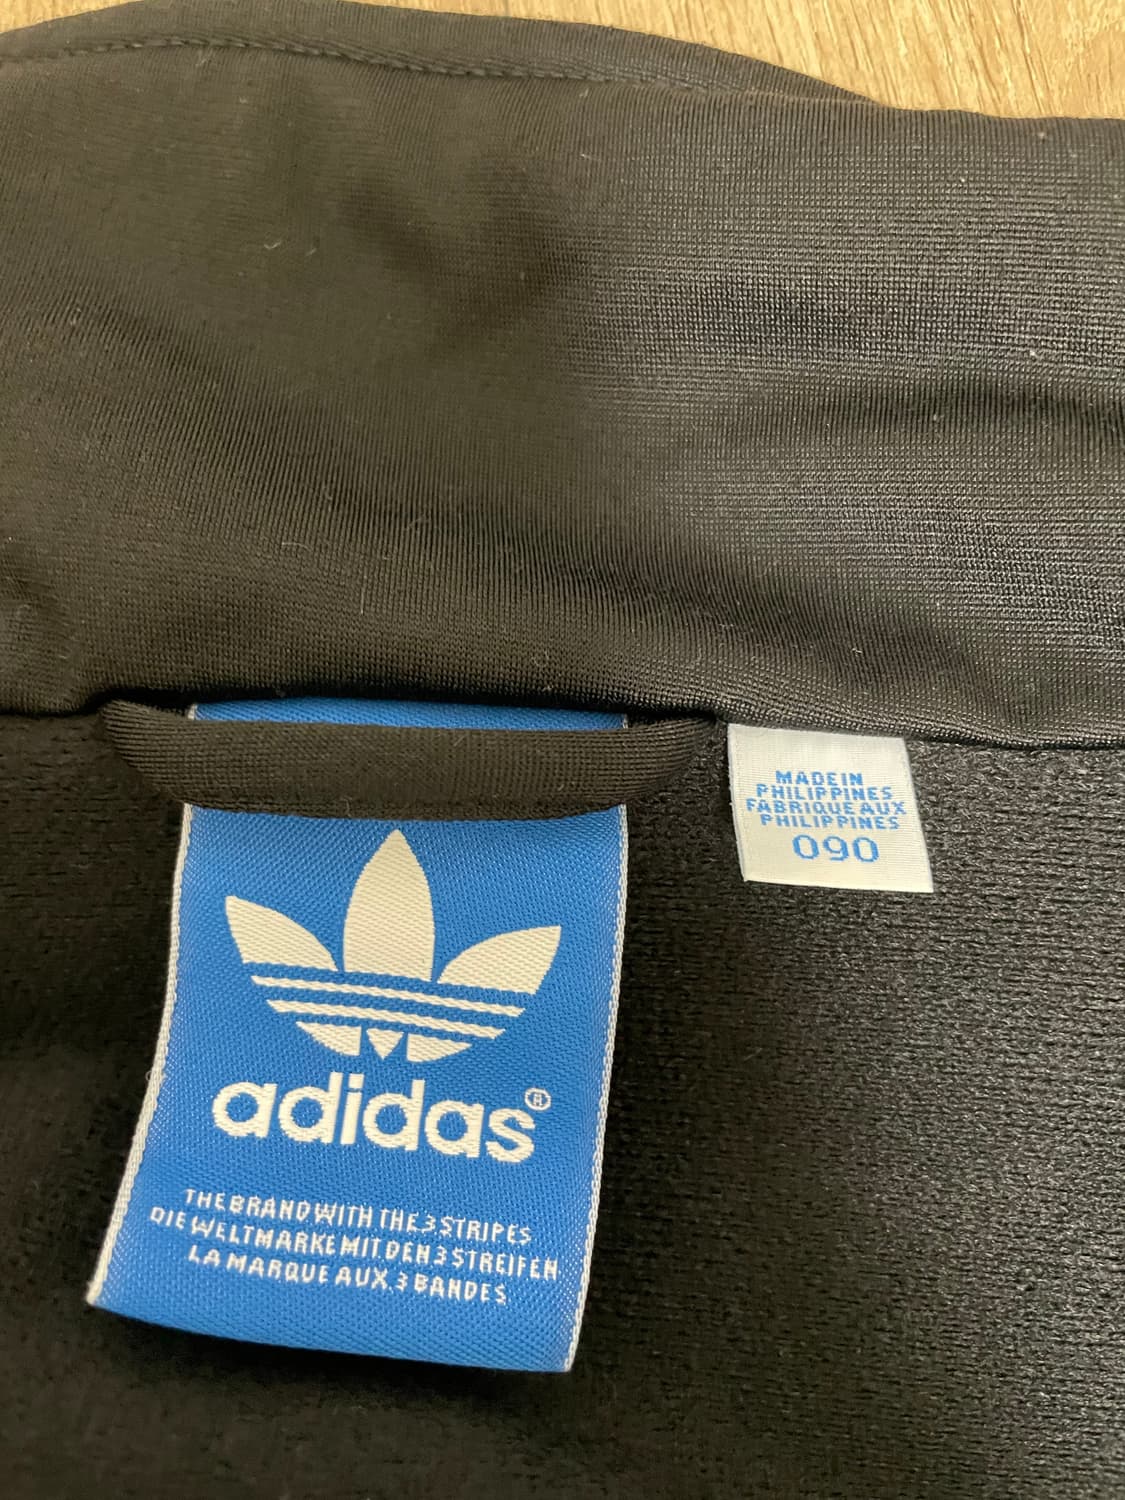 adidas®
THE BRAND WITH THE 3 STRIPES
DIE WELTMARKE MIT DEN 3 STREIFEN
LA MARQUE AUX 3 BANDES
MADE IN
PHILIPPINES
FABRIQUE AUX
PHILIPPINES
090